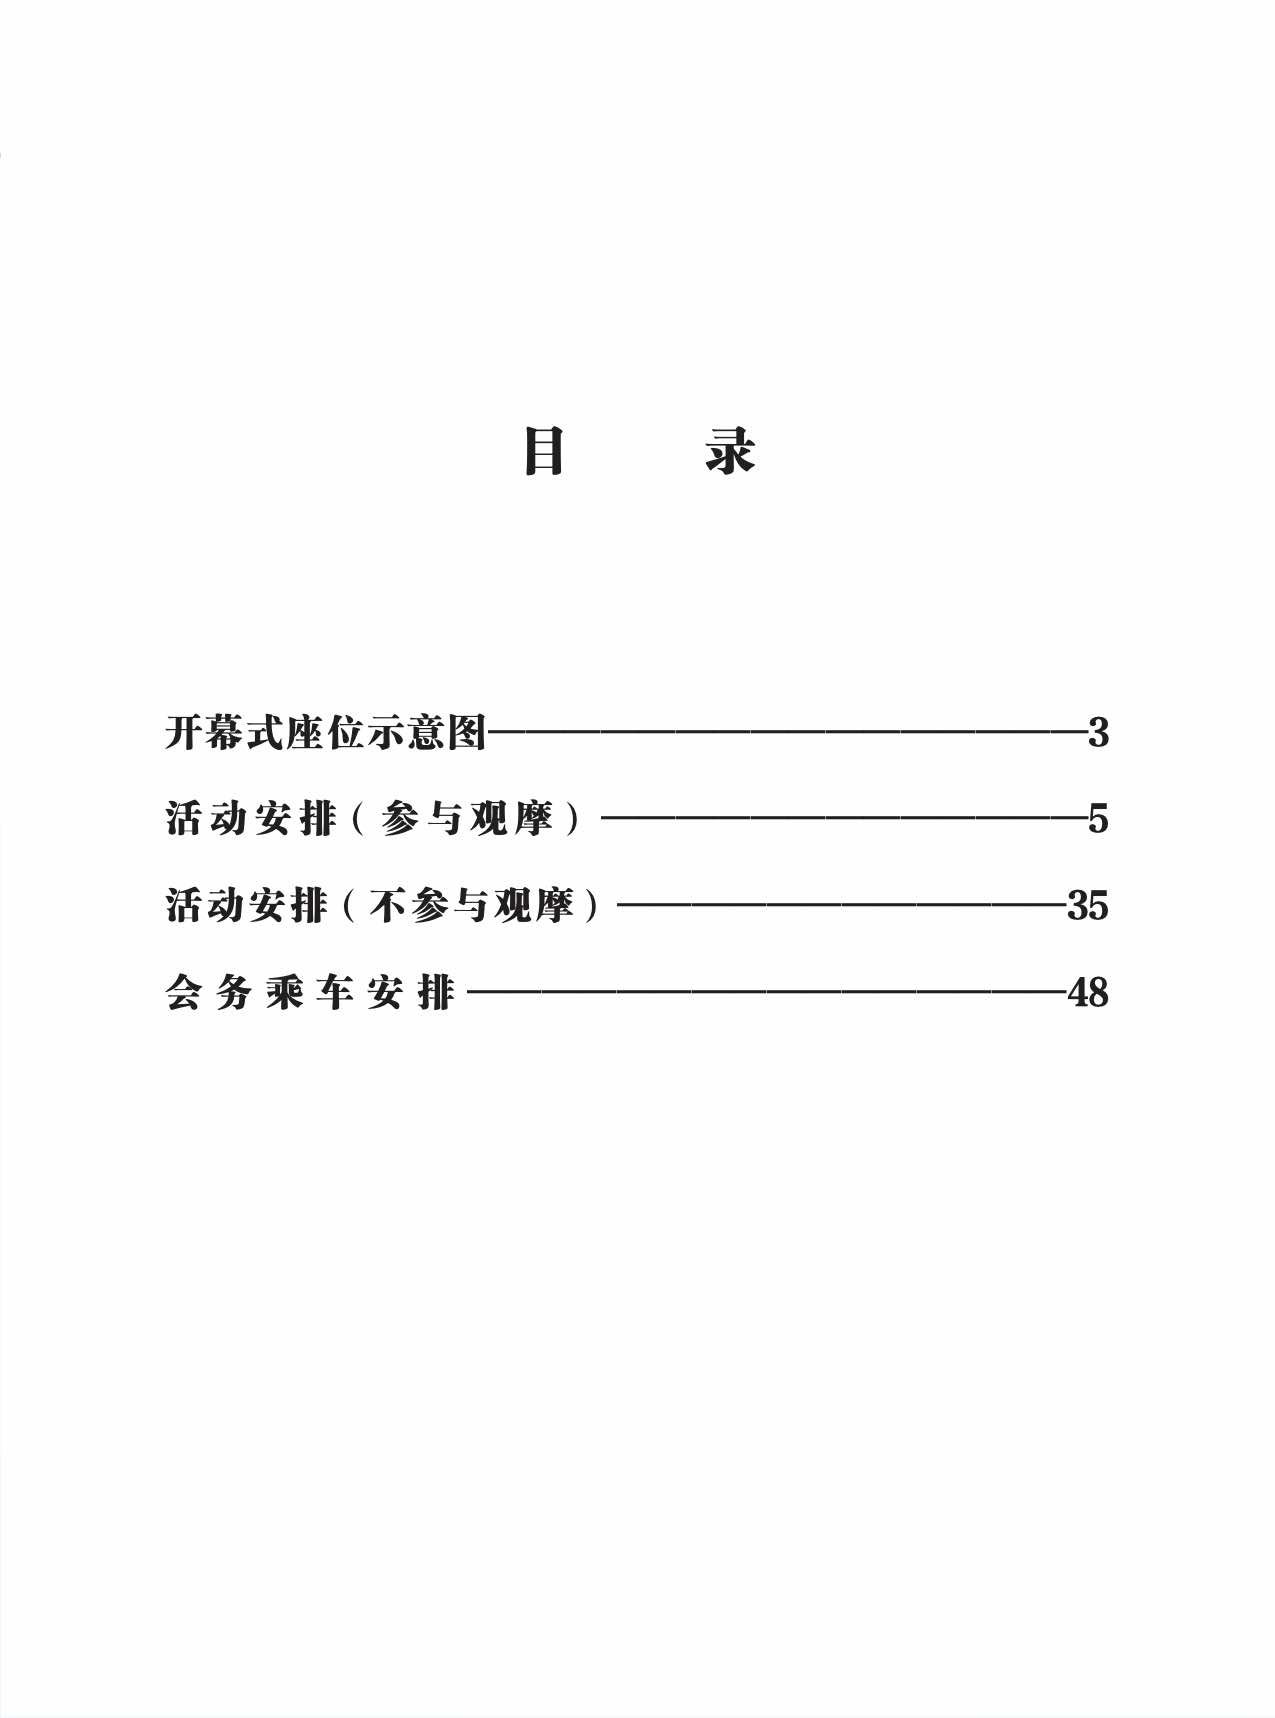 目 录
开幕式座位示意图————————3
活动安排（参与观摩）———————5
活动安排（不参与观摩）——————35
会务乘车安排————————48